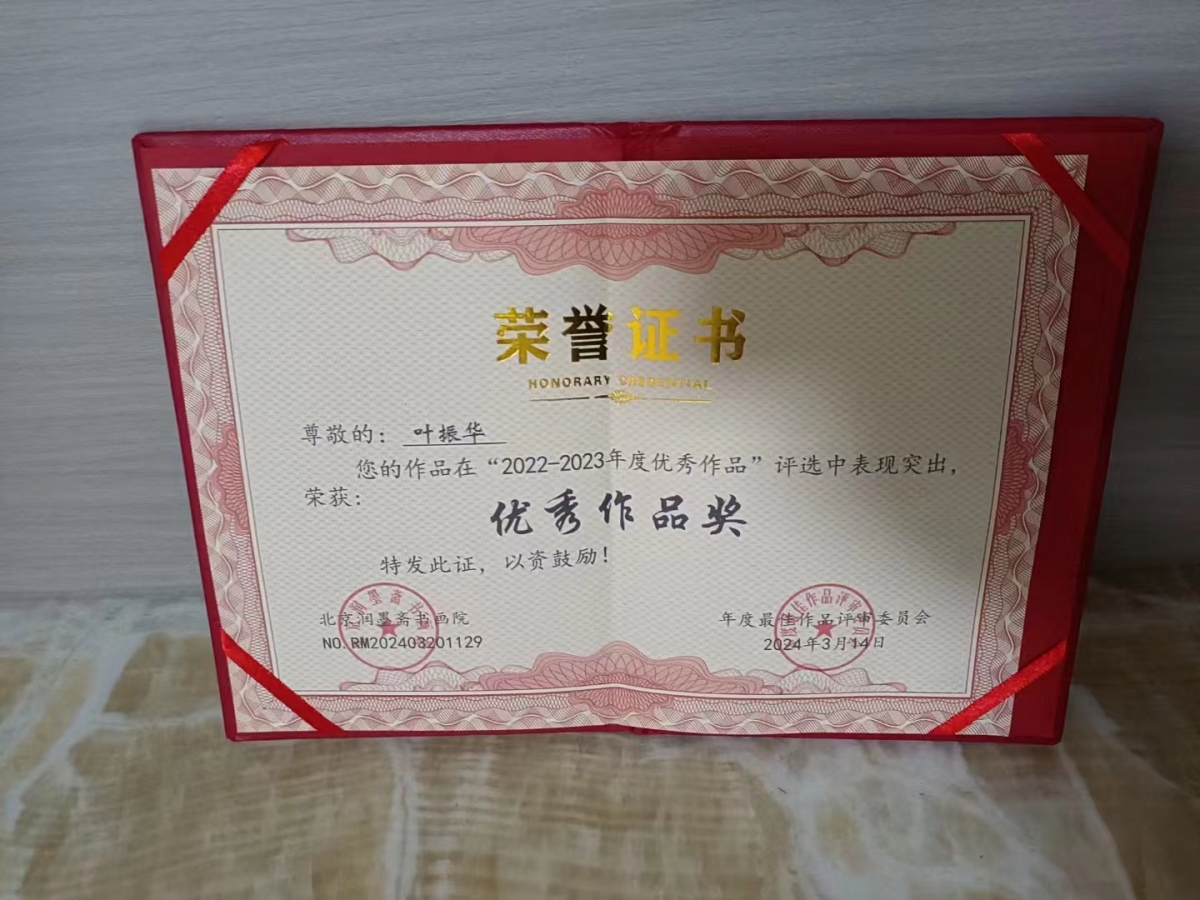 荣誉证书
HONORARY CREDENTIAL
尊敬的：叶振华
您的作品在“2022-2023年度优秀作品”评选中表现突出，
荣获：
优秀作品奖
特发此证，以资鼓励！
北京润墨斋书画院
NO.RM202403201129
年度最佳作品评审委员会
2024年3月14日